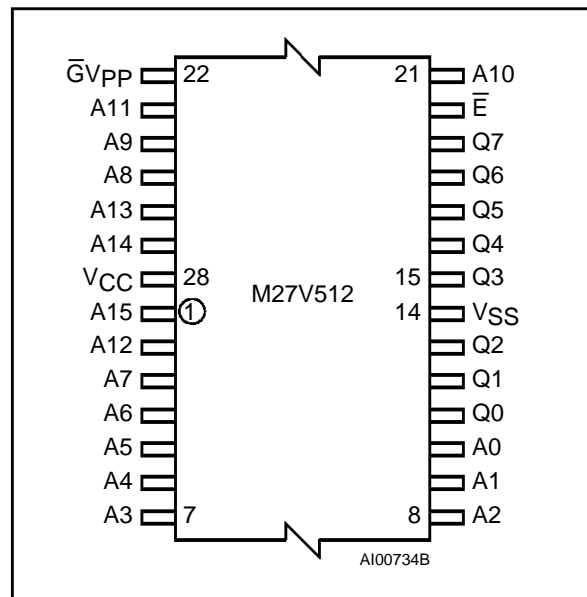 G̅VPP 22 21 A10
A11 E̅
A9 Q7
A8 Q6
A13 Q5
A14 Q4
VCC 28 15 Q3
M27V512
A15 1 14 VSS
A12 Q2
A7 Q1
A6 Q0
A5 A0
A4 A1
A3 7 8 A2
AI00734B